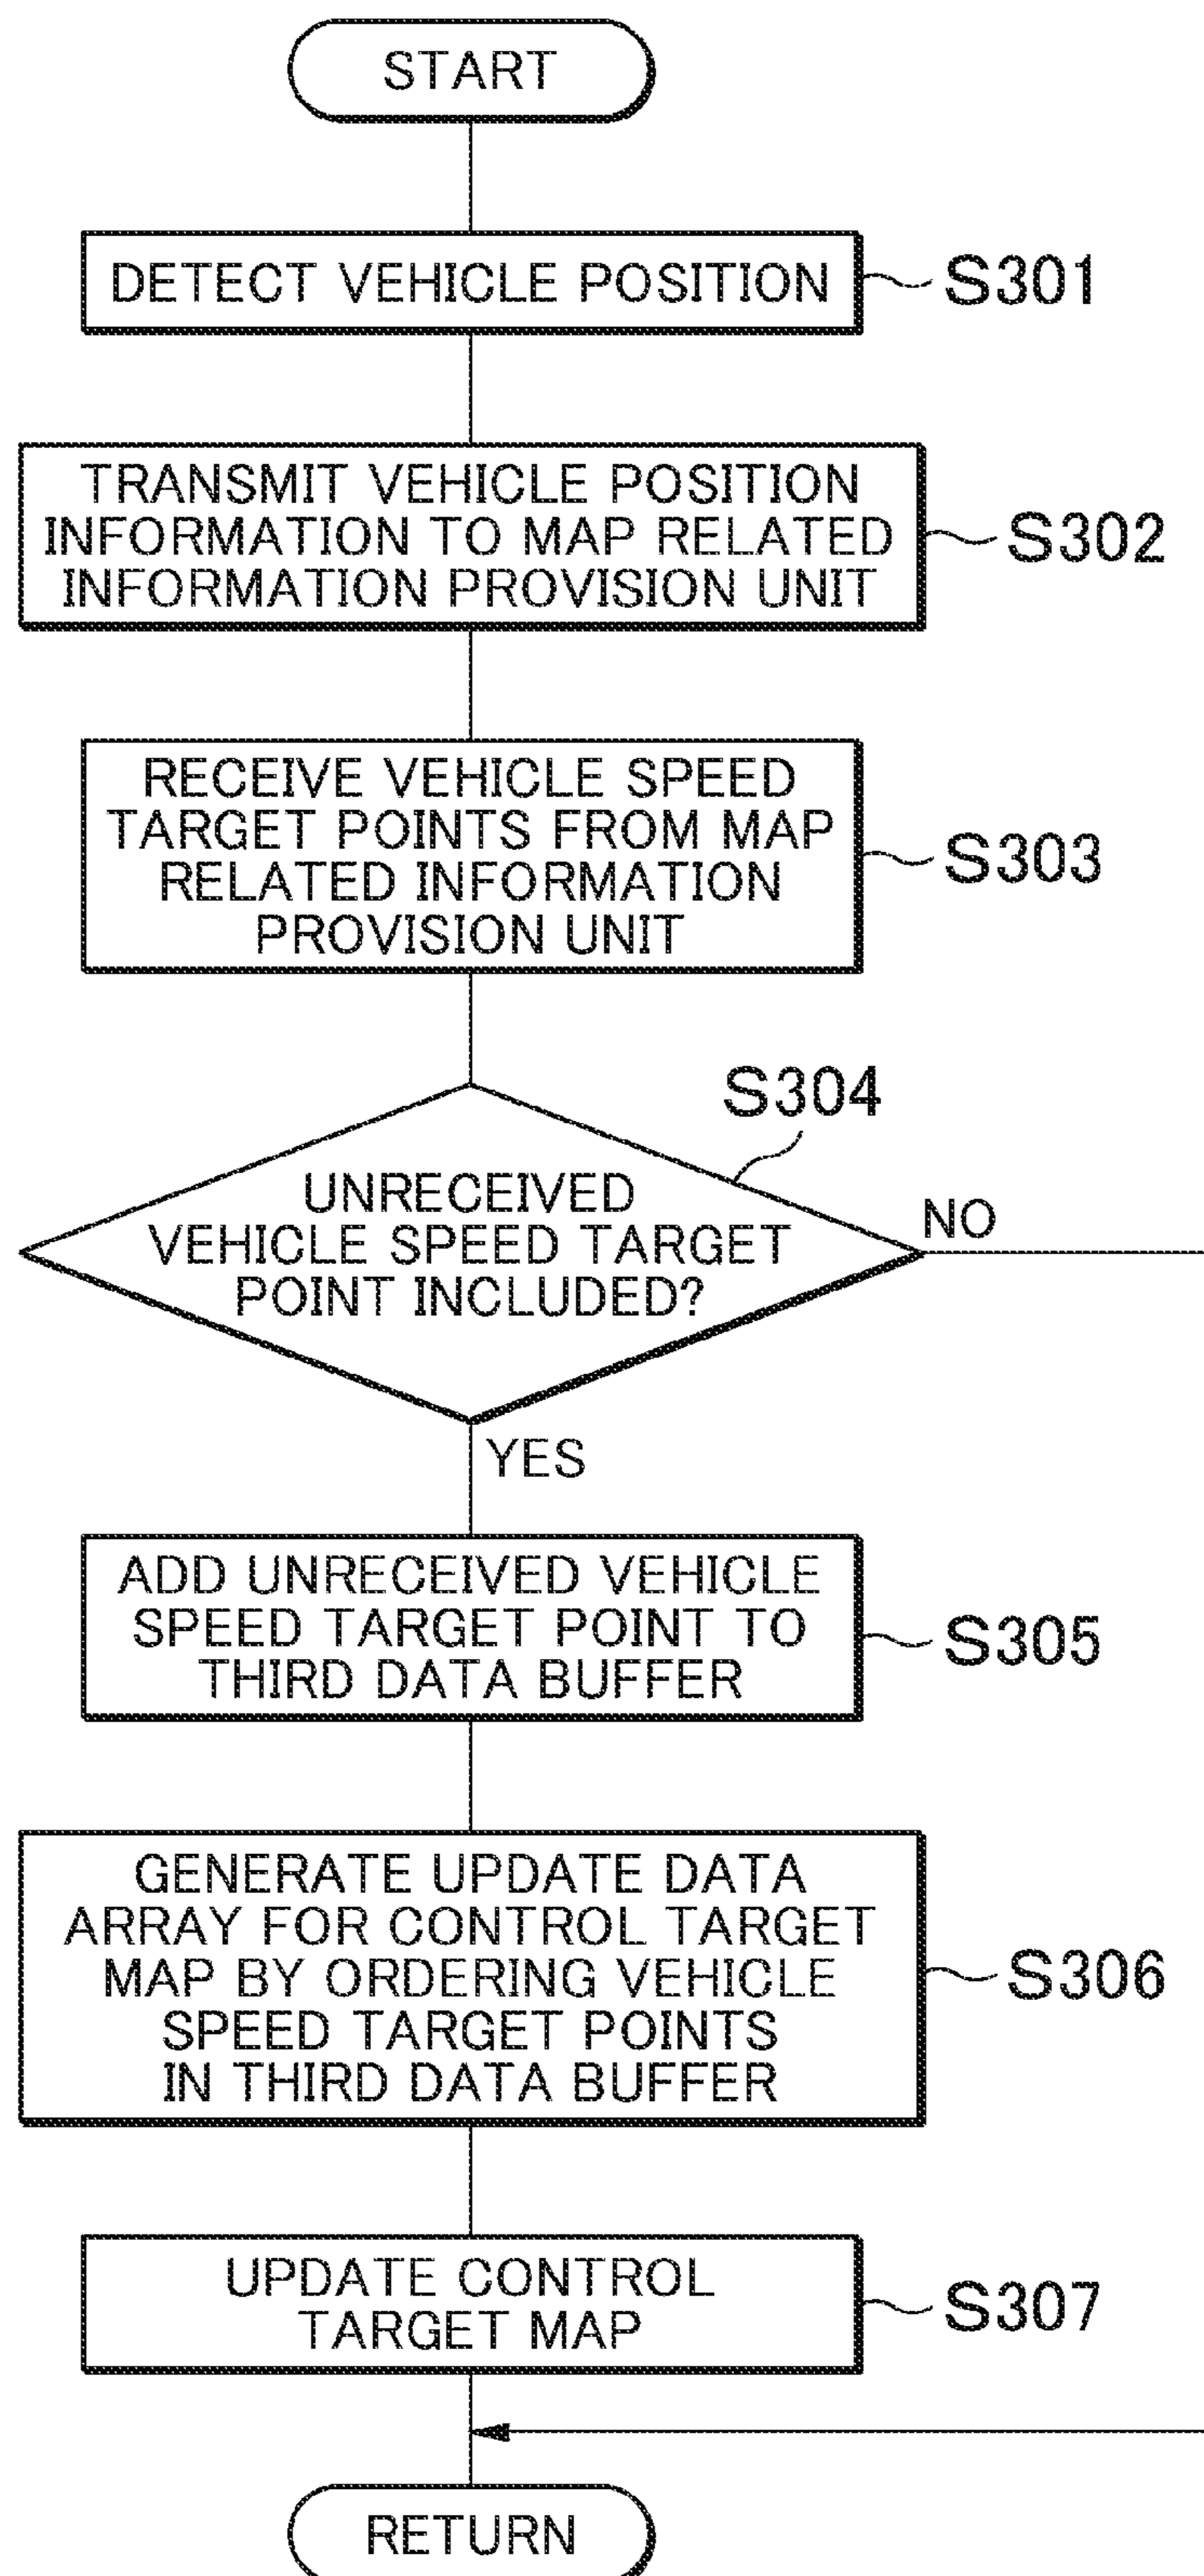 START
DETECT VEHICLE POSITION
S301
TRANSMIT VEHICLE POSITION
INFORMATION TO MAP RELATED
INFORMATION PROVISION UNIT
S302
RECEIVE VEHICLE SPEED
TARGET POINTS FROM MAP
RELATED INFORMATION
PROVISION UNIT
S303
S304
UNRECEIVED
VEHICLE SPEED TARGET
POINT INCLUDED?
NO
YES
ADD UNRECEIVED VEHICLE
SPEED TARGET POINT TO
THIRD DATA BUFFER
S305
GENERATE UPDATE DATA
ARRAY FOR CONTROL TARGET
MAP BY ORDERING VEHICLE
SPEED TARGET POINTS
IN THIRD DATA BUFFER
S306
UPDATE CONTROL
TARGET MAP
S307
RETURN